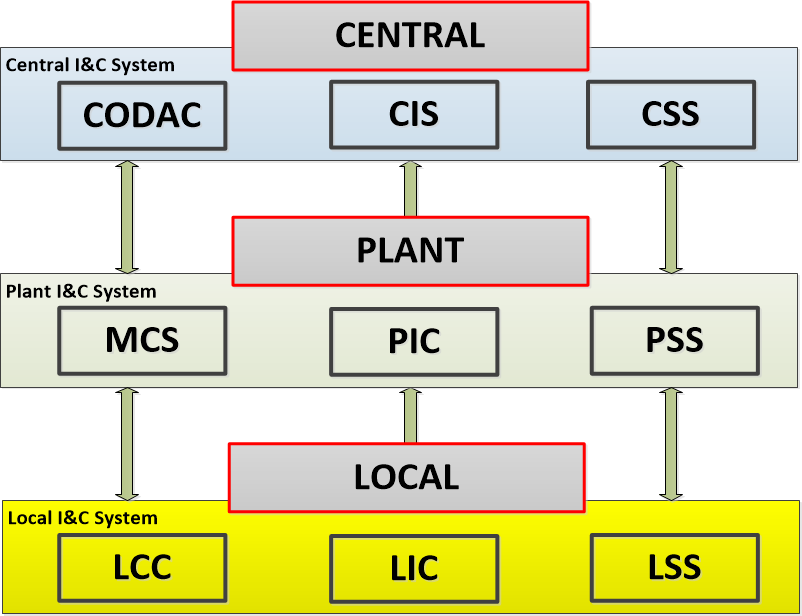 CENTRAL
Central I&C System
CODAC CIS CSS
PLANT
Plant I&C System
MCS PIC PSS
LOCAL
Local I&C System
LCC LIC LSS